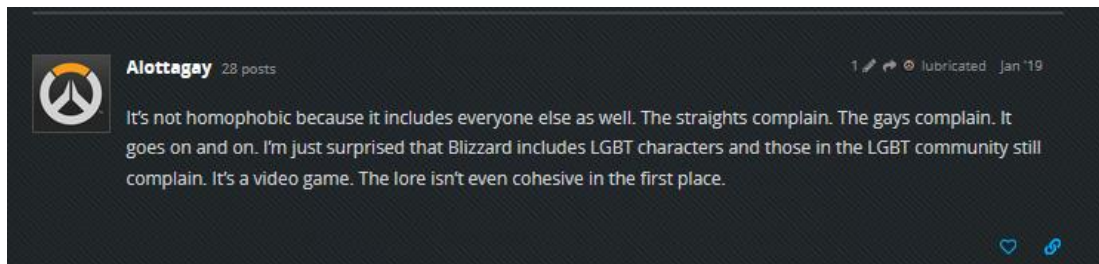 Alottagay 28 posts 1 lubricated Jan '19
It's not homophobic because it includes everyone else as well. The straights complain. The gays complain. It
goes on and on. I'm just surprised that Blizzard includes LGBT characters and those in the LGBT community still
complain. It's a video game. The lore isn't even cohesive in the first place.